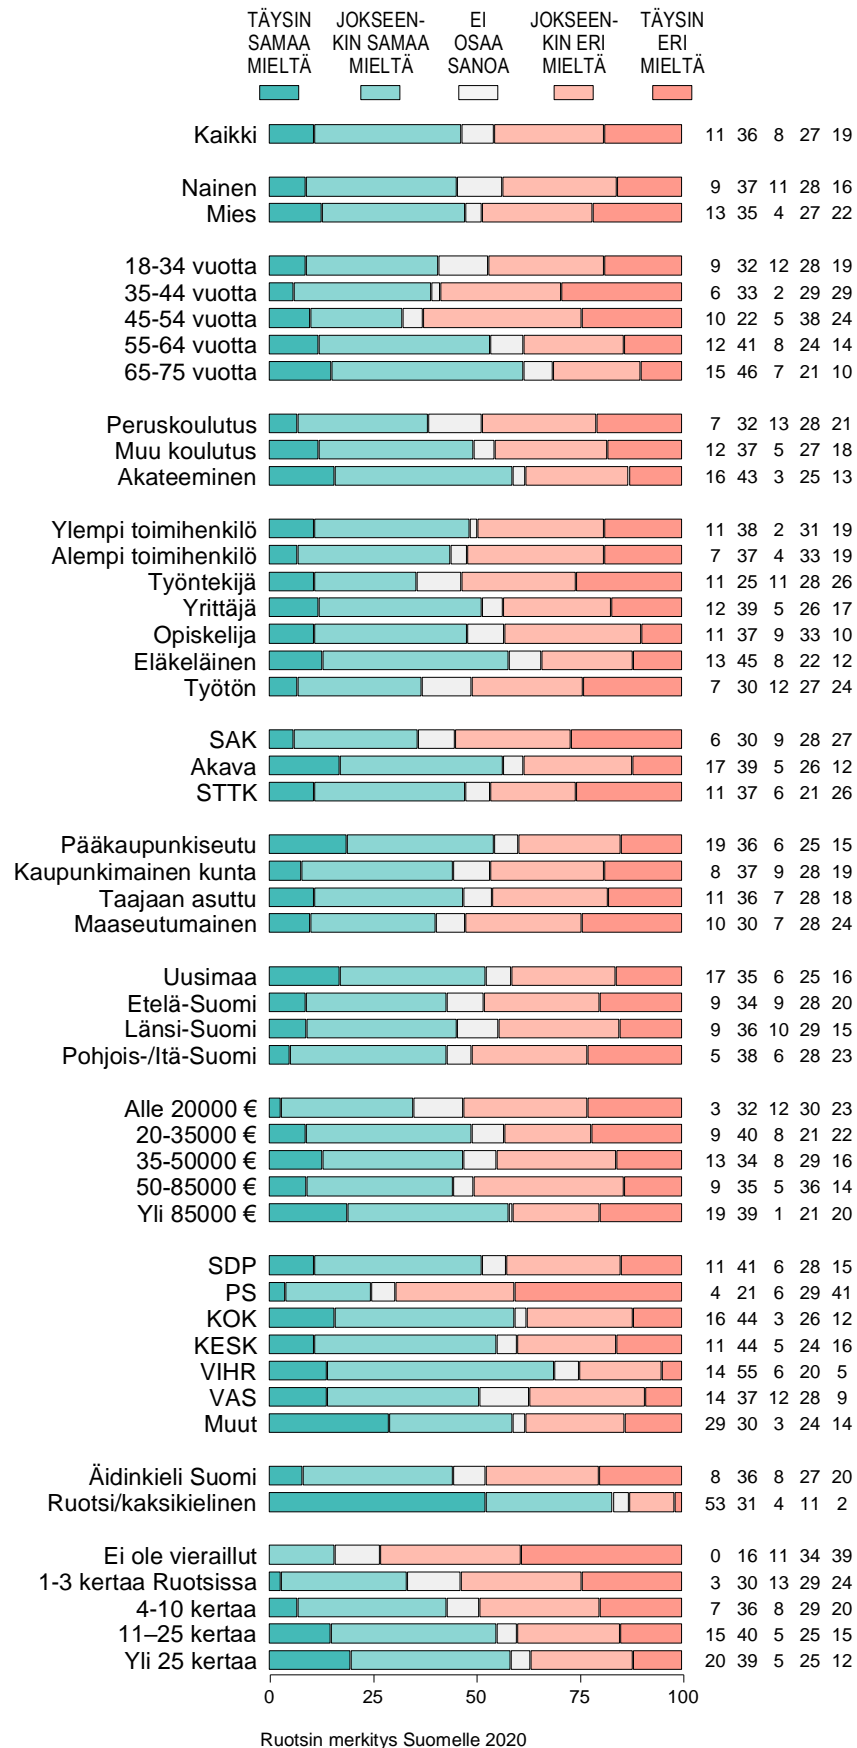 TÄYSIN JOKSEEN- EI JOKSEEN- TÄYSIN
SAMAA KIN SAMAA OSAA KIN ERI ERI
MIELTÄ MIELTÄ SANOA MIELTÄ MIELTÄ
Kaikki 11 36 8 27 19
Nainen 9 37 11 28 16
Mies 13 35 4 27 22
18-34 vuotta 9 32 12 28 19
35-44 vuotta 6 33 2 29 29
45-54 vuotta 10 22 5 38 24
55-64 vuotta 12 41 8 24 14
65-75 vuotta 15 46 7 21 10
Peruskoulutus 7 32 13 28 21
Muu koulutus 12 37 5 27 18
Akateeminen 16 43 3 25 13
Ylempi toimihenkilö 11 38 2 31 19
Alempi toimihenkilö 7 37 4 33 19
Työntekijä 11 25 11 28 26
Yrittäjä 12 39 5 26 17
Opiskelija 11 37 9 33 10
Eläkeläinen 13 45 8 22 12
Työtön 7 30 12 27 24
SAK 6 30 9 28 27
Akava 17 39 5 26 12
STTK 11 37 6 21 26
Pääkaupunkiseutu 19 36 6 25 15
Kaupunkimainen kunta 8 37 9 28 19
Taajaan asuttu 11 36 7 28 18
Maaseutumainen 10 30 7 28 24
Uusimaa 17 35 6 25 16
Etelä-Suomi 9 34 9 28 20
Länsi-Suomi 9 36 10 29 15
Pohjois-/Itä-Suomi 5 38 6 28 23
Alle 20000 € 3 32 12 30 23
20-35000 € 9 40 8 21 22
35-50000 € 13 34 8 29 16
50-85000 € 9 35 5 36 14
Yli 85000 € 19 39 1 21 20
SDP 11 41 6 28 15
PS 4 21 6 29 41
KOK 16 44 3 26 12
KESK 11 44 5 24 16
VIHR 14 55 6 20 5
VAS 14 37 12 28 9
Muut 29 30 3 24 14
Äidinkieli Suomi 8 36 8 27 20
Ruotsi/kaksikielinen 53 31 4 11 2
Ei ole vieraillut 0 16 11 34 39
1-3 kertaa Ruotsissa 3 30 13 29 24
4-10 kertaa 7 36 8 29 20
11–25 kertaa 15 40 5 25 15
Yli 25 kertaa 20 39 5 25 12
0 25 50 75 100
Ruotsin merkitys Suomelle 2020